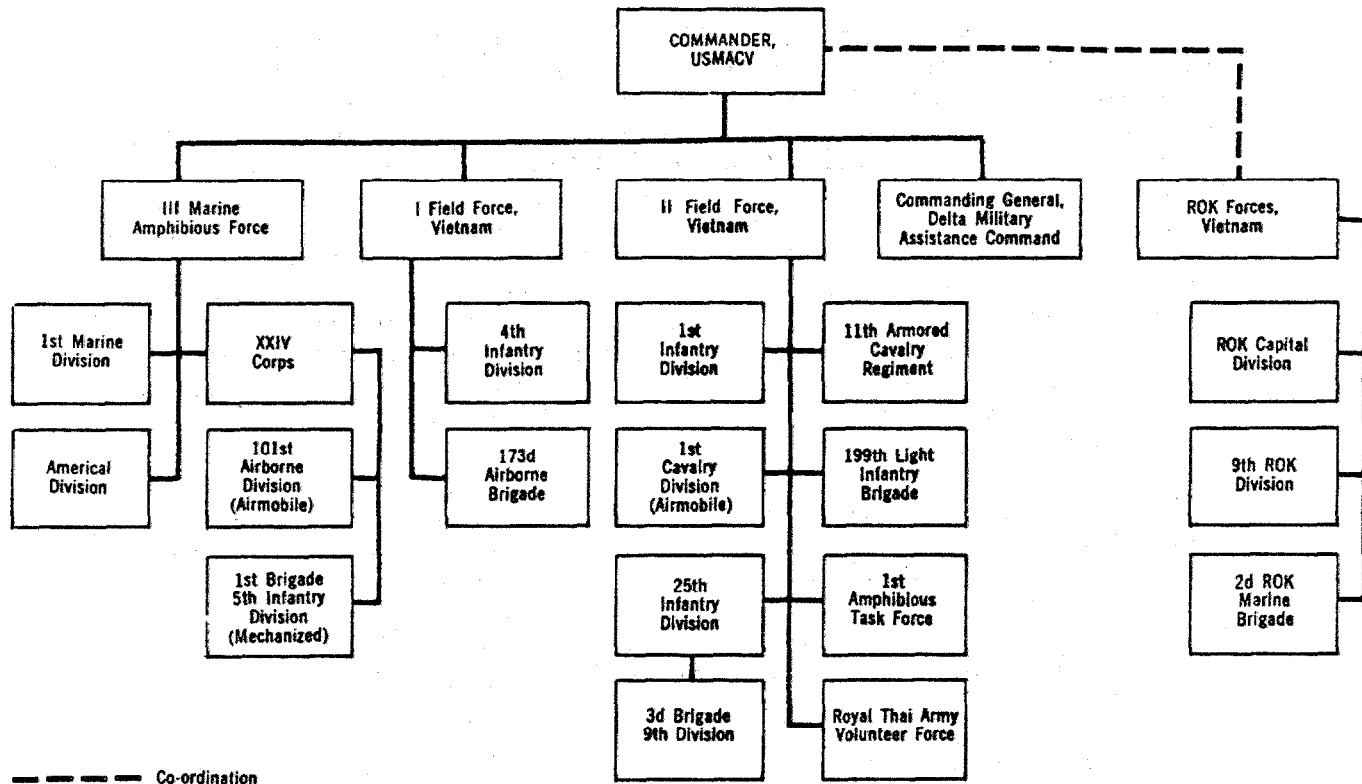 COMMANDER,
USMACV
III Marine
Amphibious Force
I Field Force,
Vietnam
II Field Force,
Vietnam
Commanding General,
Delta Military
Assistance Command
ROK Forces,
Vietnam
1st Marine
Division
XXIV
Corps
4th
Infantry
Division
1st
Infantry
Division
11th Armored
Cavalry
Regiment
ROK Capital
Division
Americal
Division
101st
Airborne
Division
(Airmobile)
173d
Airborne
Brigade
1st
Cavalry
Division
(Airmobile)
199th Light
Infantry
Brigade
9th ROK
Division
1st Brigade
5th Infantry
Division
(Mechanized)
25th
Infantry
Division
1st
Amphibious
Task Force
2d ROK
Marine
Brigade
3d Brigade
9th Division
Royal Thai Army
Volunteer Force
Co-ordination